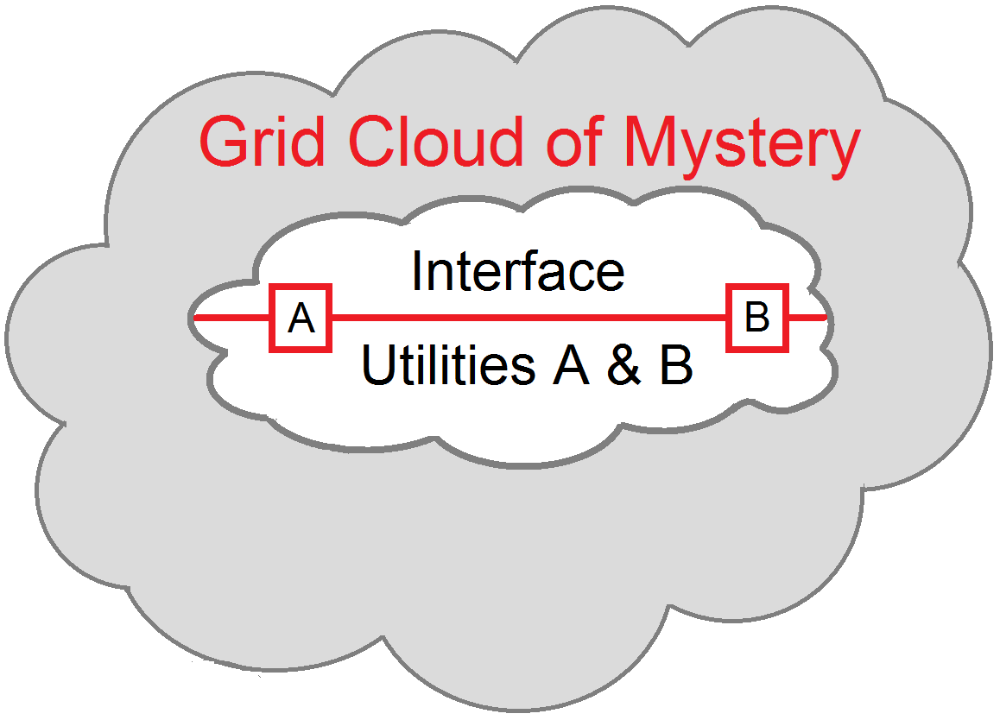 Grid Cloud of Mystery
Interface
A
B
Utilities A & B